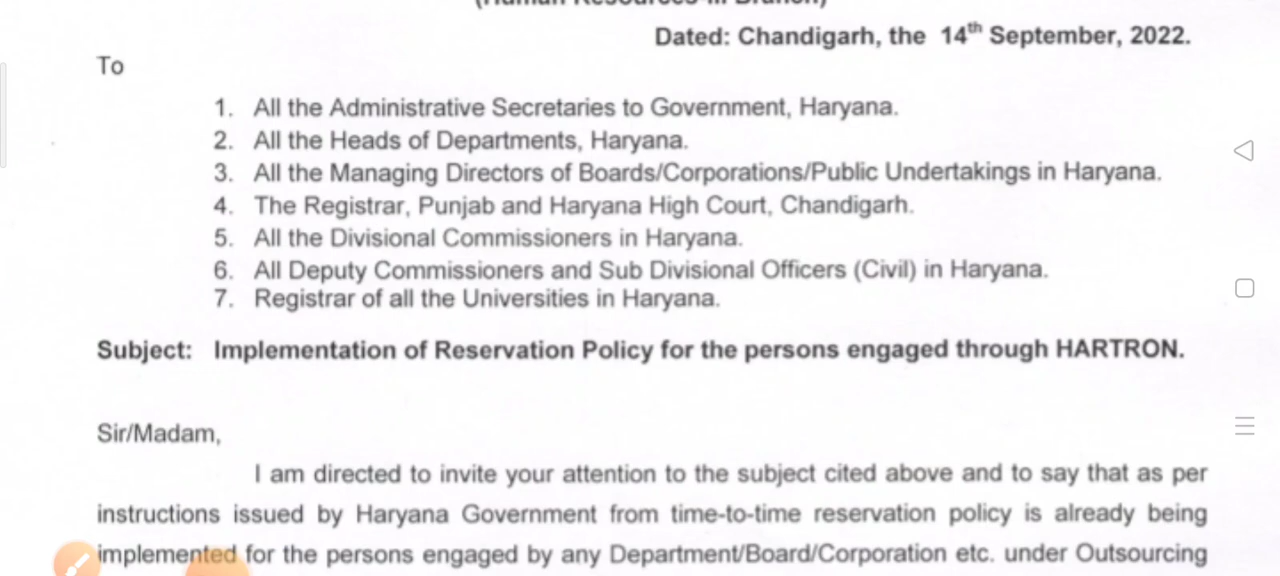 (Human Resources-III Branch)
Dated: Chandigarh, the 14th September, 2022.
To
1. All the Administrative Secretaries to Government, Haryana.
2. All the Heads of Departments, Haryana.
3. All the Managing Directors of Boards/Corporations/Public Undertakings in Haryana.
4. The Registrar, Punjab and Haryana High Court, Chandigarh.
5. All the Divisional Commissioners in Haryana.
6. All Deputy Commissioners and Sub Divisional Officers (Civil) in Haryana.
7. Registrar of all the Universities in Haryana.
Subject: Implementation of Reservation Policy for the persons engaged through HARTRON.
Sir/Madam,
I am directed to invite your attention to the subject cited above and to say that as per
instructions issued by Haryana Government from time-to-time reservation policy is already being
implemented for the persons engaged by any Department/Board/Corporation etc. under Outsourcing